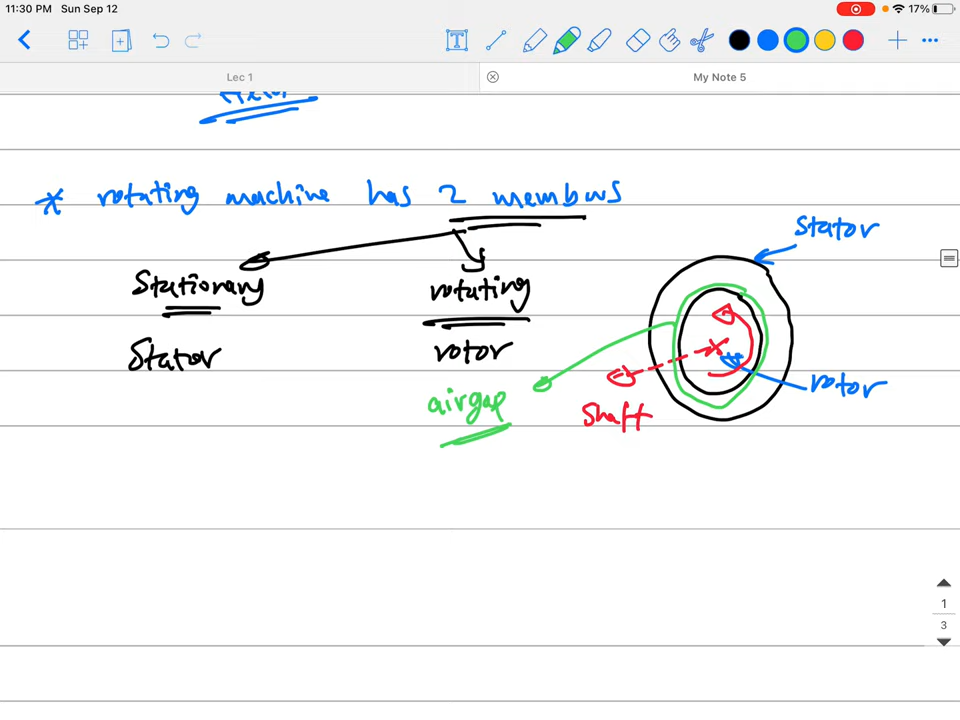 11:30 PM Sun Sep 12
17%
Lec 1
My Note 5
* rotating machine has 2 members
Stator
Stationary
rotating
Stator
rotor
rotor
airgap
shaft
1
3